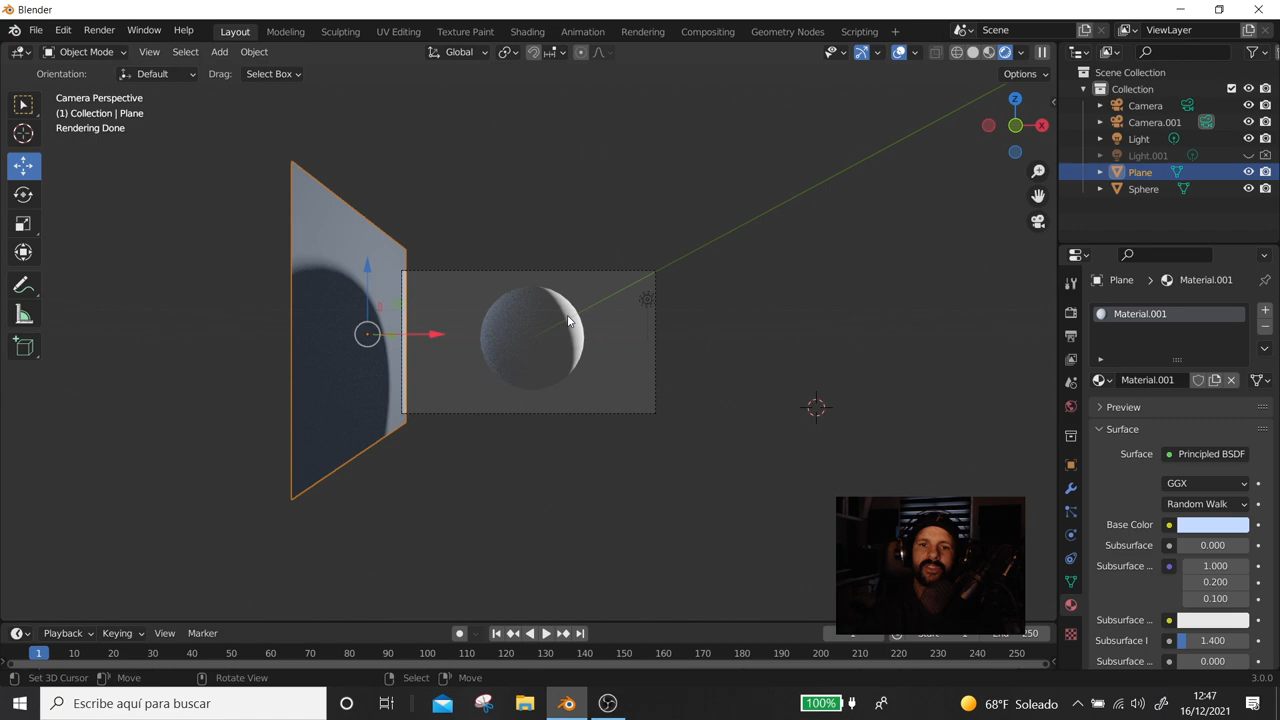 Blender
File Edit Render Window Help Layout Modeling Sculpting UV Editing Texture Paint Shading Animation Rendering Compositing Geometry Nodes Scripting + Scene ViewLayer
Object Mode View Select Add Object Global
Orientation: Default Drag: Select Box Options
Camera Perspective
(1) Collection | Plane
Rendering Done
Z
X
Scene Collection
Collection
Camera
Camera.001
Light
Light.001
Plane
Sphere
Plane Material.001
Material.001
Material.001
Preview
Surface
Surface Principled BSDF
GGX
Random Walk
Base Color
Subsurface 0.000
Subsurface ... 1.000
0.200
0.100
Subsurface ...
Subsurface I 1.400
Subsurface ... 0.000
Playback Keying View Marker 1 Start 1 End 250
1 10 20 30 40 50 60 70 80 90 100 110 120 130 140 150 160 170 180 190 200 210 220 230 240 250
Set 3D Cursor Move Rotate View Select Move 3.0.0
Escribe aquí para buscar 100% 68°F Soleado 12:47
16/12/2021